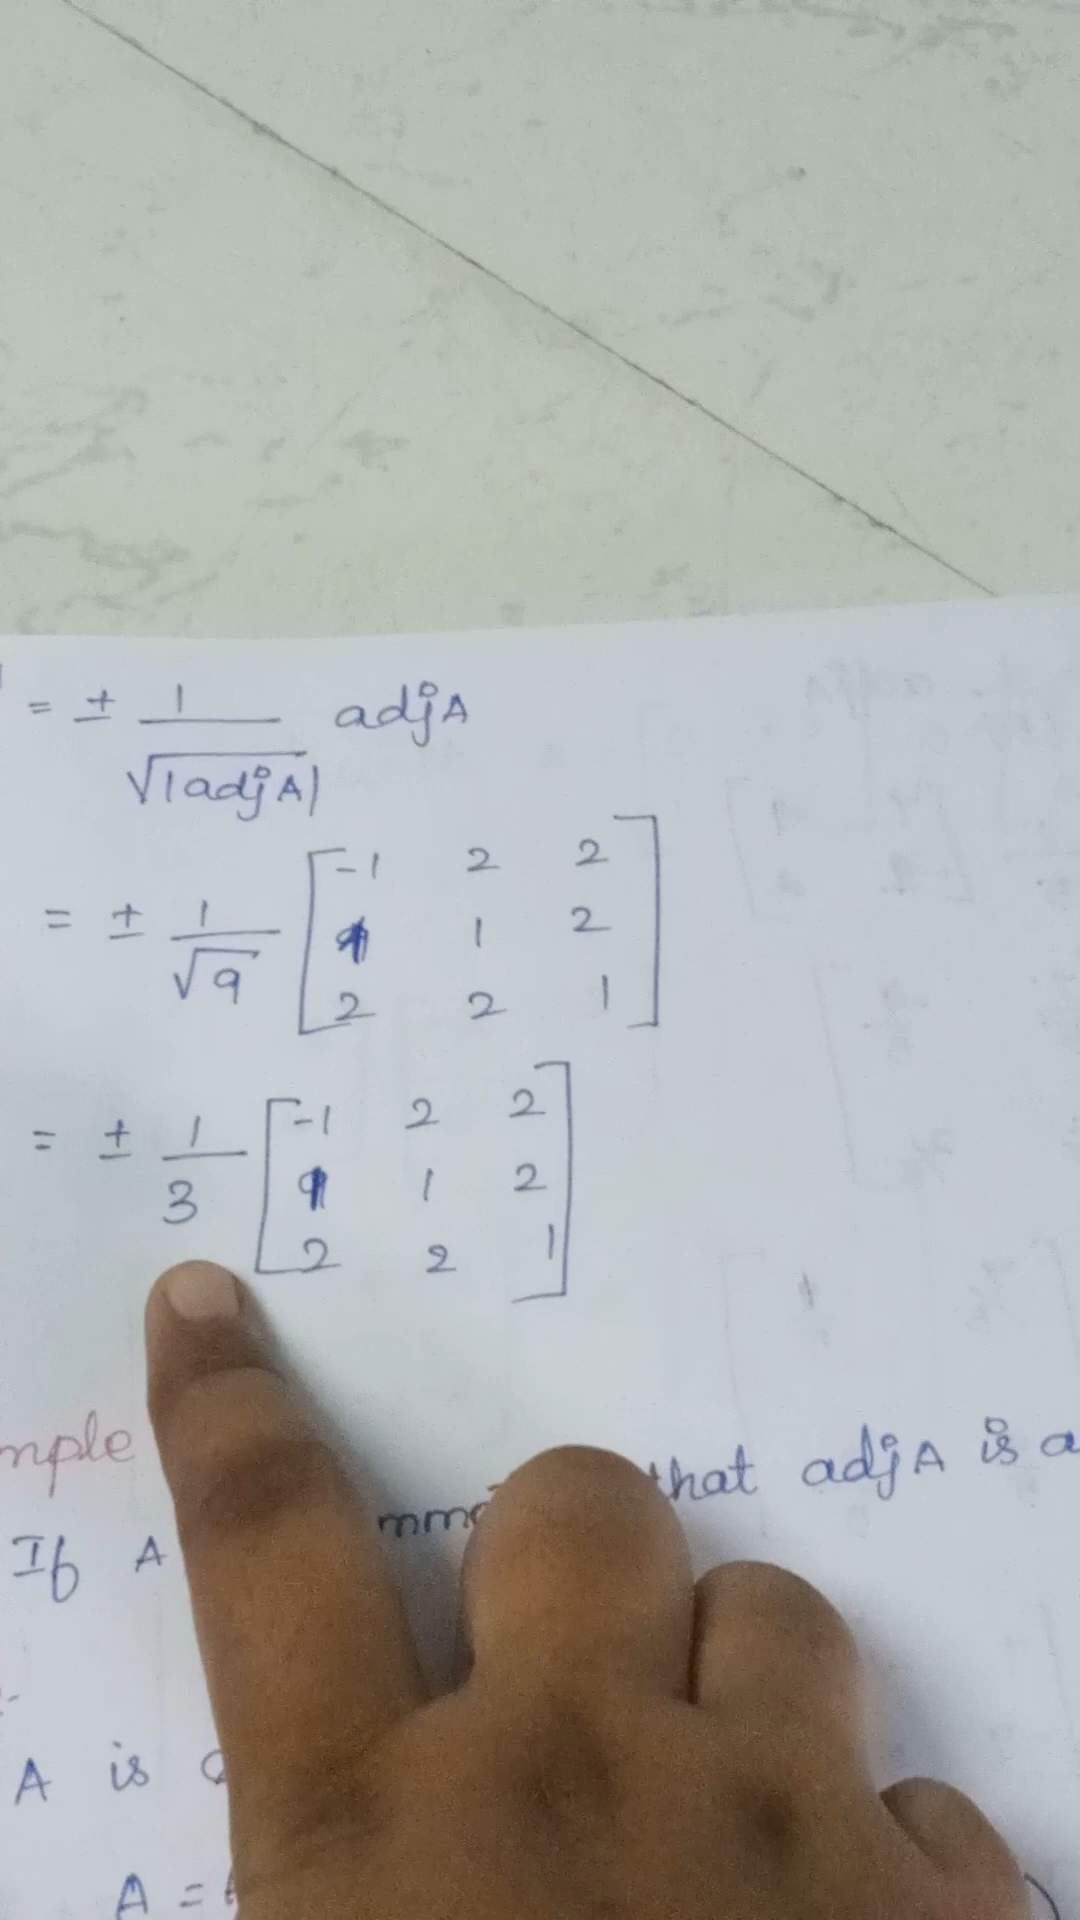 = ± 1/√|adj A| adj A
= ± 1/√9 [ -1 2 2
1 2
2 2 1 ]
= ± 1/3 [ -1 2 2
1 2
2 2 1 ]
that adj A is a
If A
A is
A =